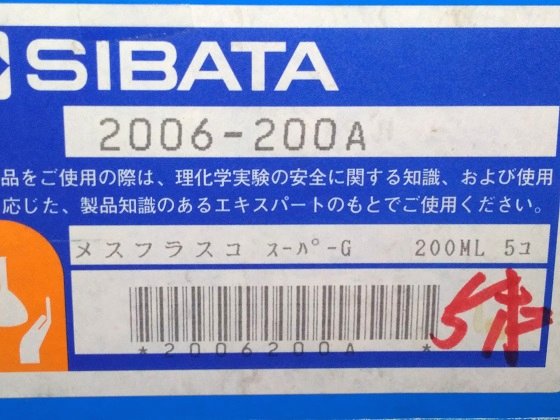 SIBATA
2006-200A
品をご使用の際は、理化学実験の安全に関する知識、および使用
応じた、製品知識のあるエキスパートのもとでご使用ください。
メスフラスコ スーパーG 200ML 5コ
*2006200A *
5本